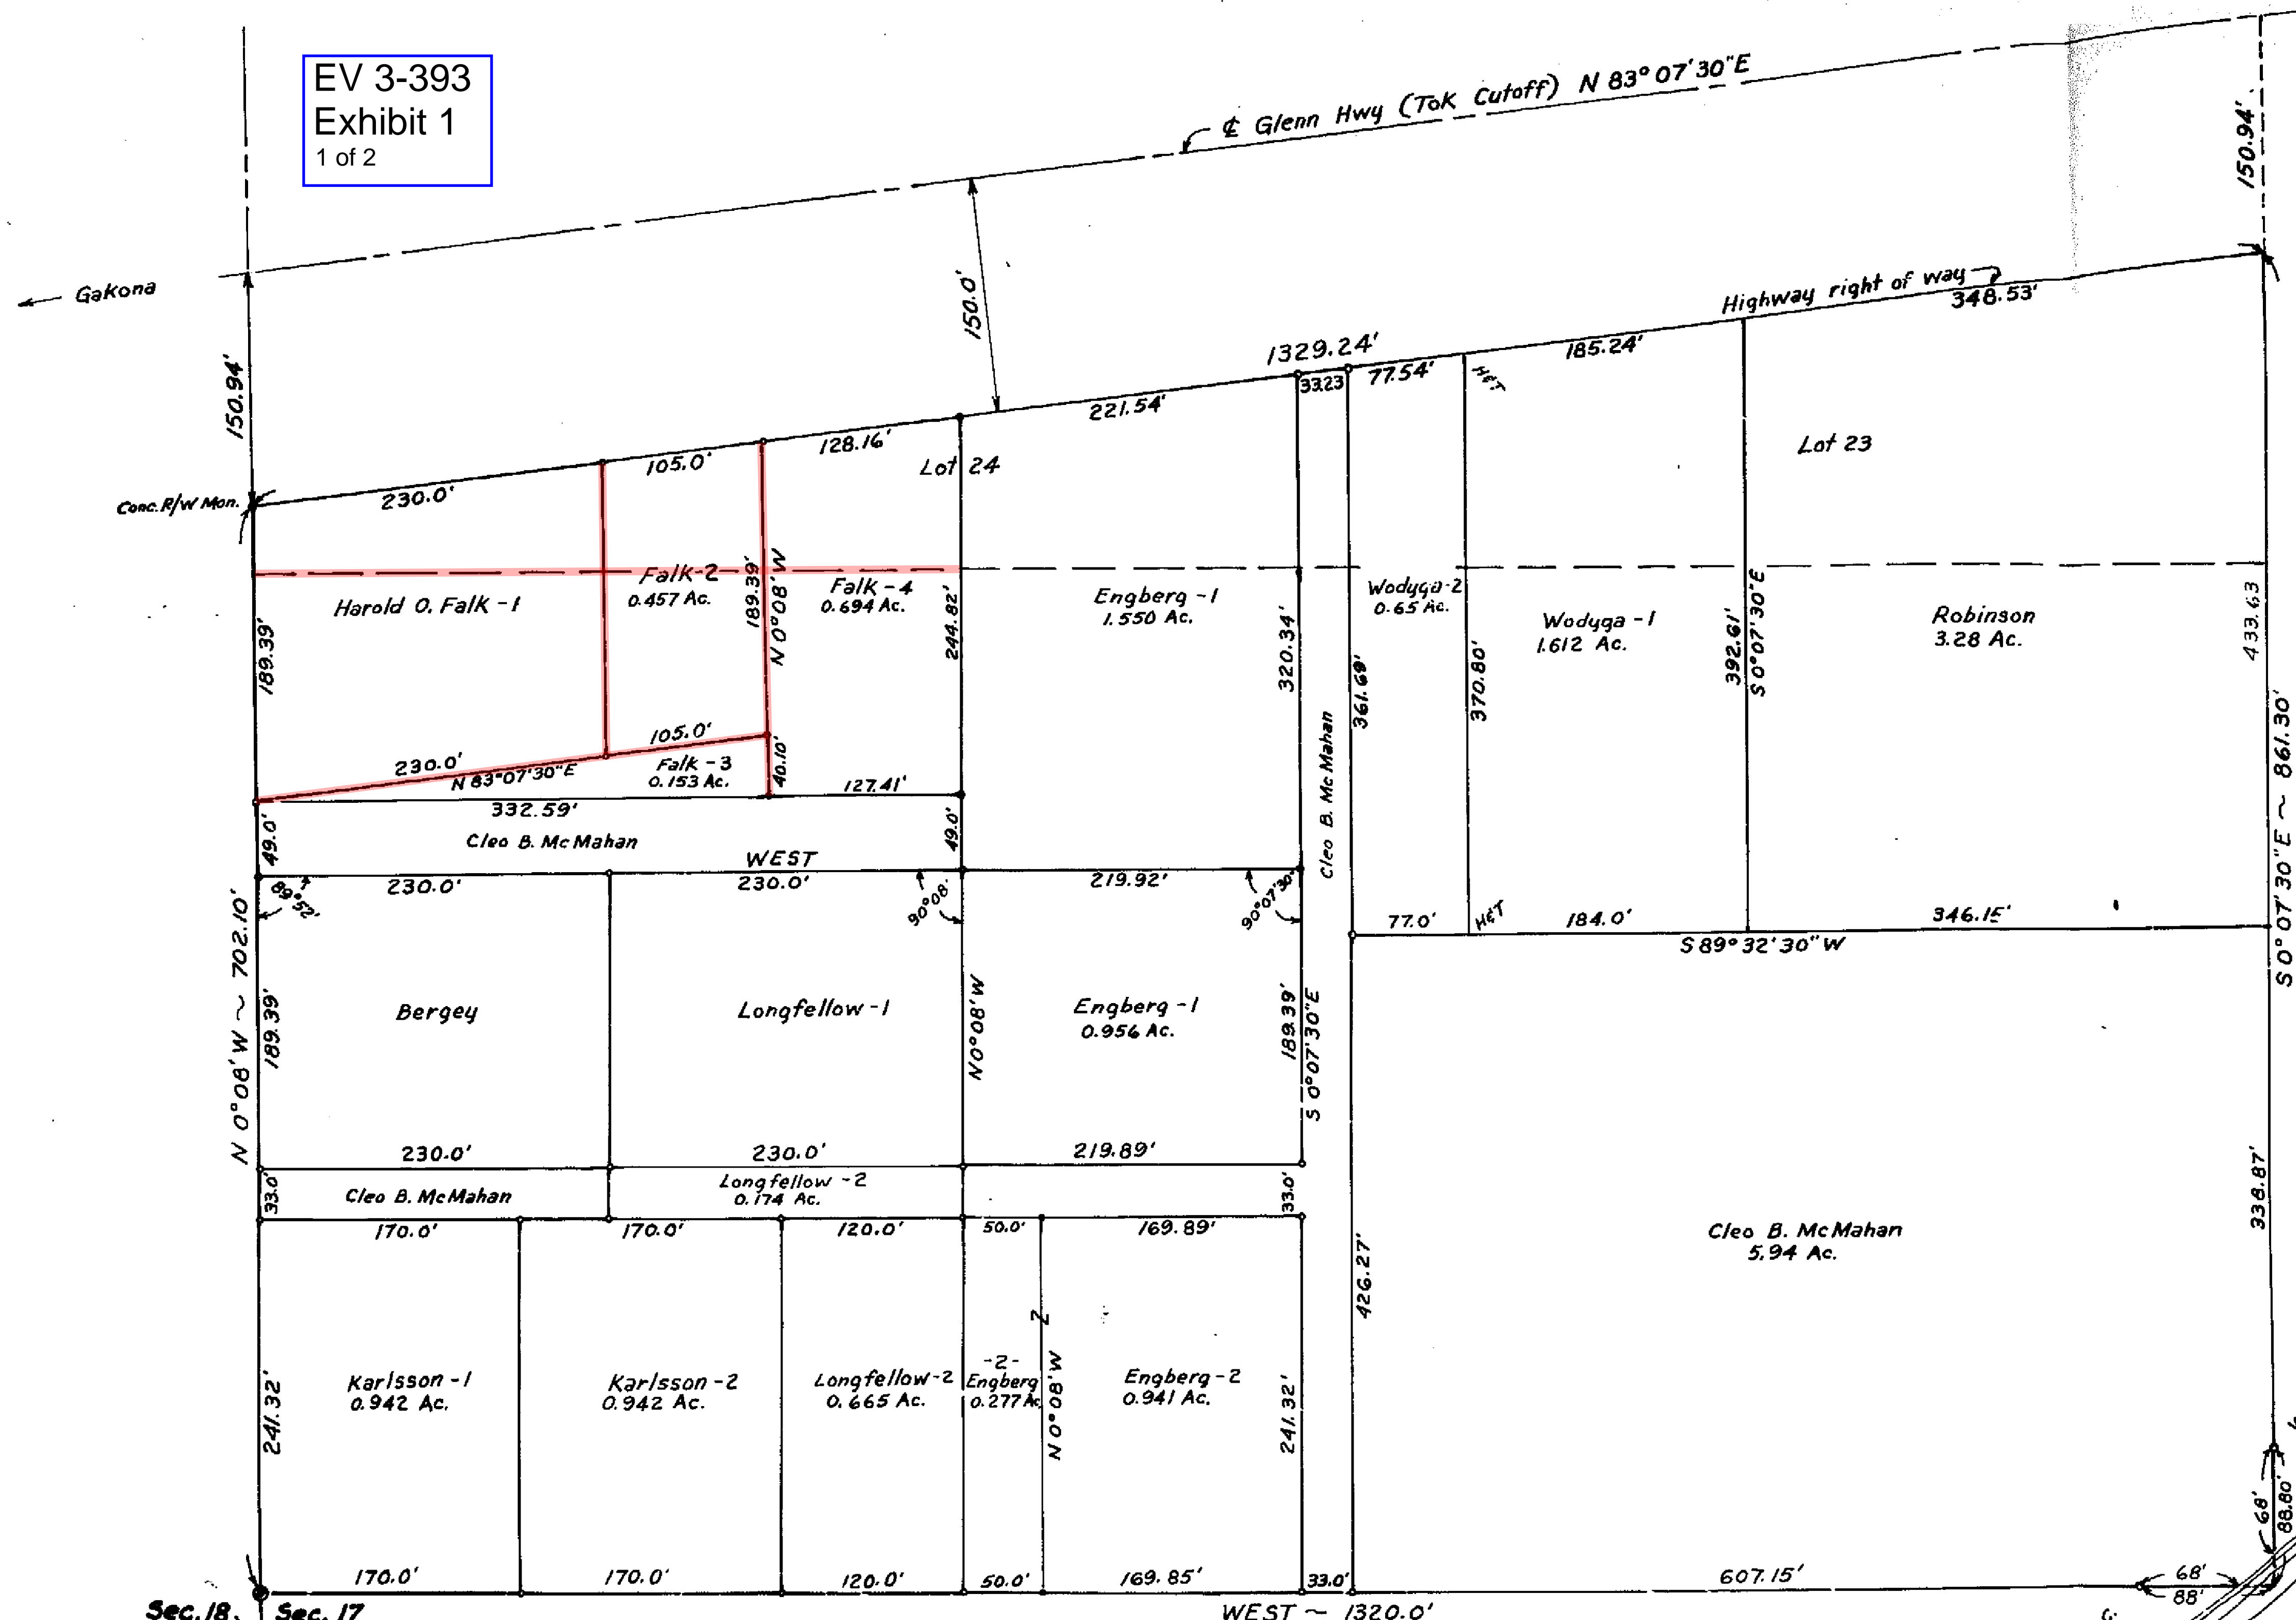 EV 3-393
Exhibit 1
1 of 2
℄ Glenn Hwy (Tok Cutoff) N 83° 07' 30" E
150.94'
← Gakona
150.94'
150.0'
Highway right of way
348.53'
1329.24'
33.23
77.54'
H&T
185.24'
221.54'
128.16'
105.0'
230.0'
Conc. R/W Mon.
Lot 24
Lot 23
Harold O. Falk-1
Falk-2
0.457 Ac.
189.39'
N 0°08' W
Falk-4
0.694 Ac.
244.82'
Engberg-1
1.550 Ac.
320.34'
Wodyga-2
0.65 Ac.
Wodyga-1
1.612 Ac.
392.61'
S 0°07'30" E
Robinson
3.28 Ac.
433.63
189.39'
361.69'
370.80'
Cleo B. McMahan
S 0°07'30" E ~ 861.30'
230.0'
N 83°07'30" E
105.0'
Falk-3
0.153 Ac.
40.10'
332.59'
127.41'
49.0'
Cleo B. McMahan
49.0'
WEST
230.0'
230.0'
219.92'
89°52'
90°08'
90°07'30"
77.0'
H&T
184.0'
346.15'
S 89°32'30" W
N 0°08' W ~ 702.10'
189.39'
Bergey
Longfellow-1
N 0°08' W
Engberg-1
0.956 Ac.
189.39'
S 0°07'30" E
230.0'
230.0'
219.89'
33.0'
Cleo B. McMahan
Longfellow-2
0.174 Ac.
33.0'
170.0'
170.0'
120.0'
50.0'
169.89'
426.27'
Cleo B. McMahan
5.94 Ac.
338.87'
241.32'
Karlsson-1
0.942 Ac.
Karlsson-2
0.942 Ac.
Longfellow-2
0.665 Ac.
-2-
Engberg
0.277 Ac.
N 0°08' W
Z
Engberg-2
0.941 Ac.
241.32'
68'
88.80'
170.0'
170.0'
120.0'
50.0'
169.85'
33.0'
607.15'
68'
88'
Sec. 18
Sec. 17
WEST ~ 1320.0'